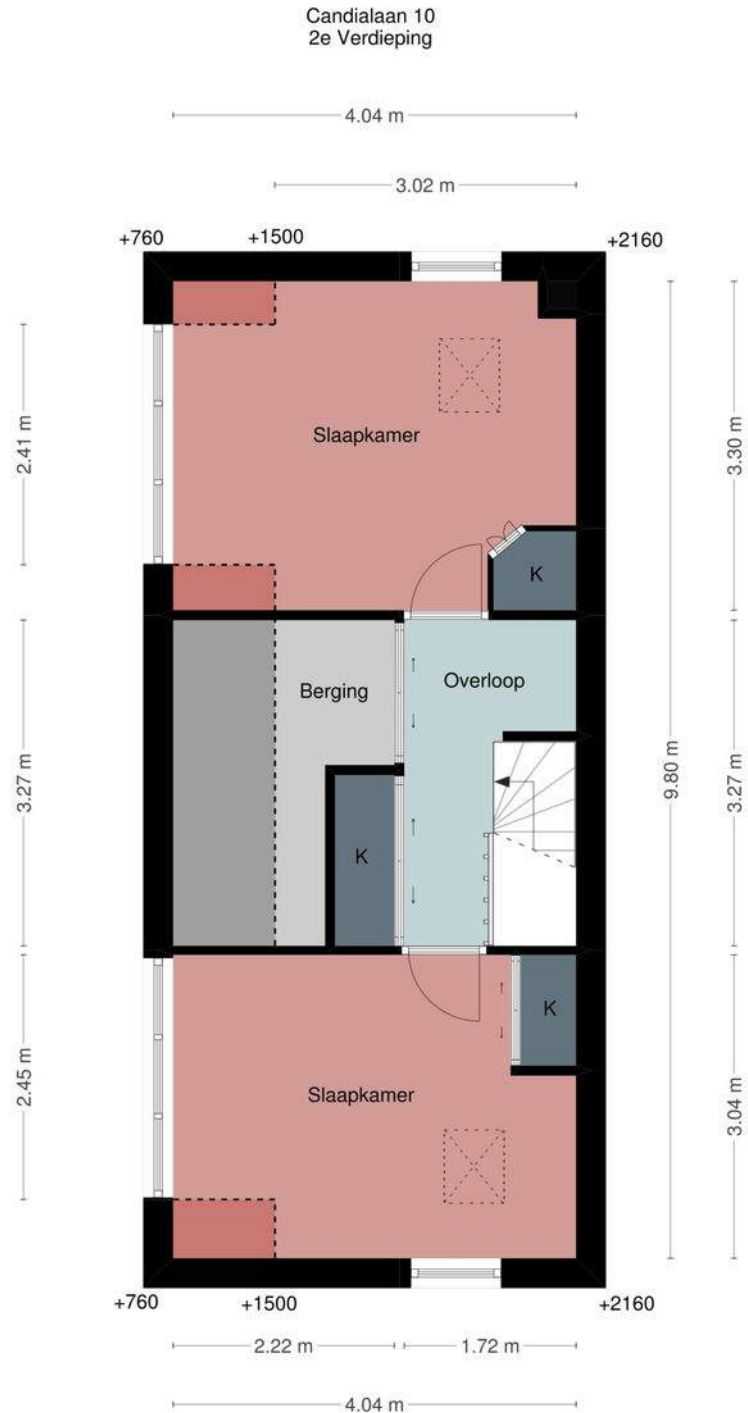 Candialaan 10
2e Verdieping
4.04 m
3.02 m
+760
+1500
+2160
2.41 m
3.30 m
Slaapkamer
K
Berging
Overloop
3.27 m
9.80 m
3.27 m
K
K
2.45 m
Slaapkamer
3.04 m
+760
+1500
+2160
2.22 m
1.72 m
4.04 m